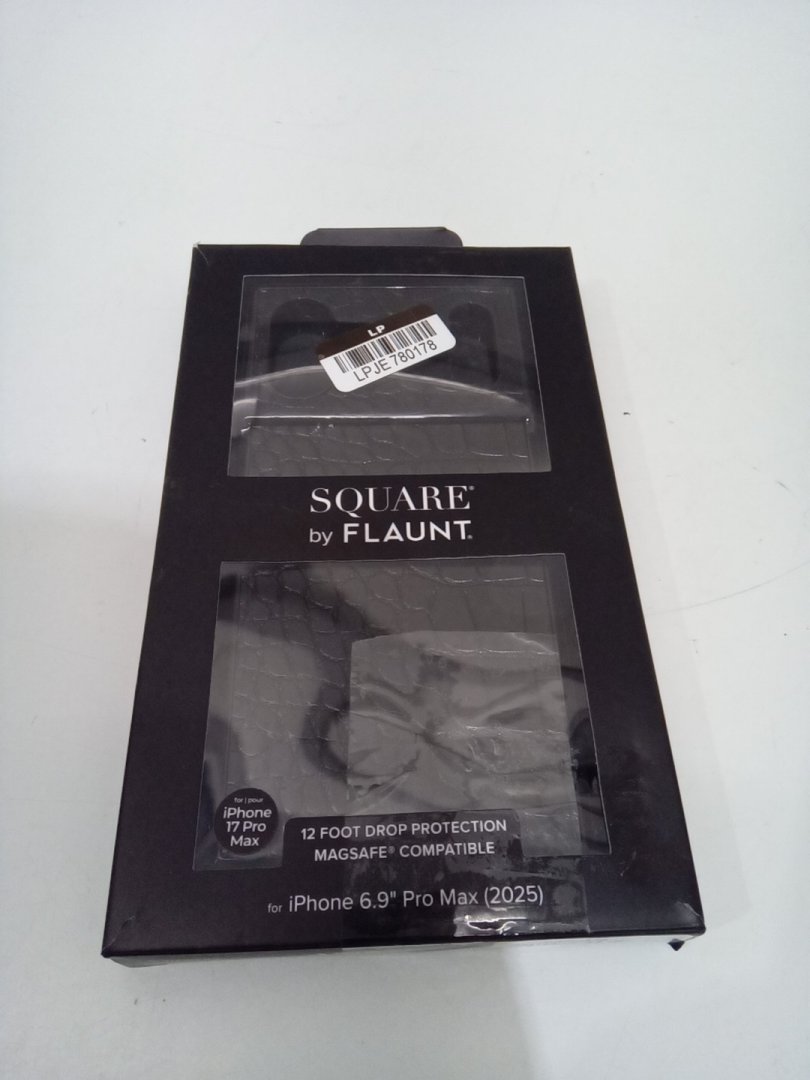 LP
LPJE780178
SQUARE®
by FLAUNT®
for | pour
iPhone
17 Pro
Max
12 FOOT DROP PROTECTION
MAGSAFE® COMPATIBLE
for iPhone 6.9" Pro Max (2025)